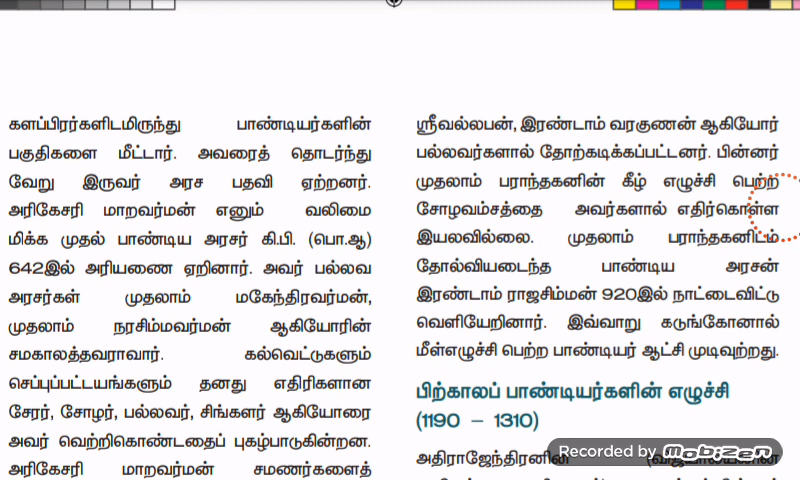 களப்பிரர்களிடமிருந்து பாண்டியர்களின்
பகுதிகளை மீட்டார். அவரைத் தொடர்ந்து
வேறு இருவர் அரச பதவி ஏற்றனர்.
அரிகேசரி மாறவர்மன் எனும் வலிமை
மிக்க முதல் பாண்டிய அரசர் கி.பி. (பொ.ஆ)
642இல் அரியணை ஏறினார். அவர் பல்லவ
அரசர்கள் முதலாம் மகேந்திரவர்மன்,
முதலாம் நரசிம்மவர்மன் ஆகியோரின்
சமகாலத்தவராவார். கல்வெட்டுகளும்
செப்புப்பட்டயங்களும் தனது எதிரிகளான
சேரர், சோழர், பல்லவர், சிங்களர் ஆகியோரை
அவர் வெற்றிகொண்டதைப் புகழ்பாடுகின்றன.
அரிகேசரி மாறவர்மன் சமணர்களைத்
ஸ்ரீவல்லபன், இரண்டாம் வரகுணன் ஆகியோர்
பல்லவர்களால் தோற்கடிக்கப்பட்டனர். பின்னர்
முதலாம் பராந்தகனின் கீழ் எழுச்சி பெற்ற
சோழவம்சத்தை அவர்களால் எதிர்கொள்ள
இயலவில்லை. முதலாம் பராந்தகனிடம்
தோல்வியடைந்த பாண்டிய அரசன்
இரண்டாம் ராஜசிம்மன் 920இல் நாட்டைவிட்டு
வெளியேறினார். இவ்வாறு கடுங்கோனால்
மீள்எழுச்சி பெற்ற பாண்டியர் ஆட்சி முடிவுற்றது.
பிற்காலப் பாண்டியர்களின் எழுச்சி
(1190 – 1310)
அதிராஜேந்திரனின்
Recorded by MOBIZEN